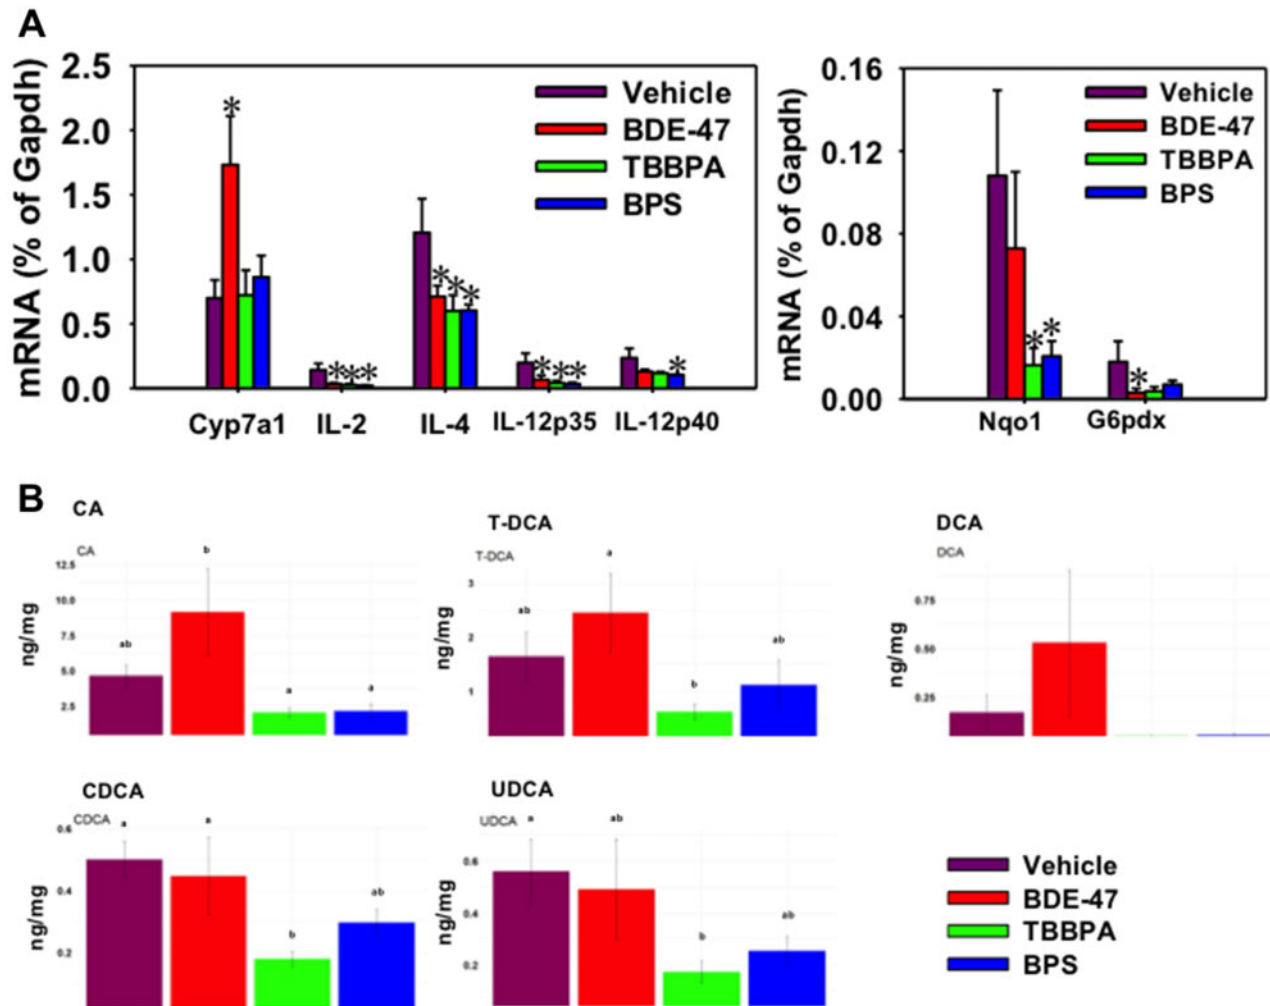 A
mRNA (% of Gapdh)
2.5
2.0
1.5
1.0
0.5
0.0
*
* * *
* * *
* * *
*
Vehicle
BDE-47
TBBPA
BPS
Cyp7a1 IL-2 IL-4 IL-12p35 IL-12p40
mRNA (% of Gapdh)
0.16
0.12
0.08
0.04
0.00
* *
*
Vehicle
BDE-47
TBBPA
BPS
Nqo1 G6pdx
B
CA
CA
ng/mg
12.5
10.0
7.5
5.0
2.5
ab b a a
T-DCA
T-DCA
ng/mg
3
2
1
ab a b ab
DCA
DCA
ng/mg
0.75
0.50
0.25
CDCA
CDCA
ng/mg
0.6
0.4
0.2
a a b ab
UDCA
UDCA
ng/mg
0.6
0.4
0.2
a ab b ab
Vehicle
BDE-47
TBBPA
BPS